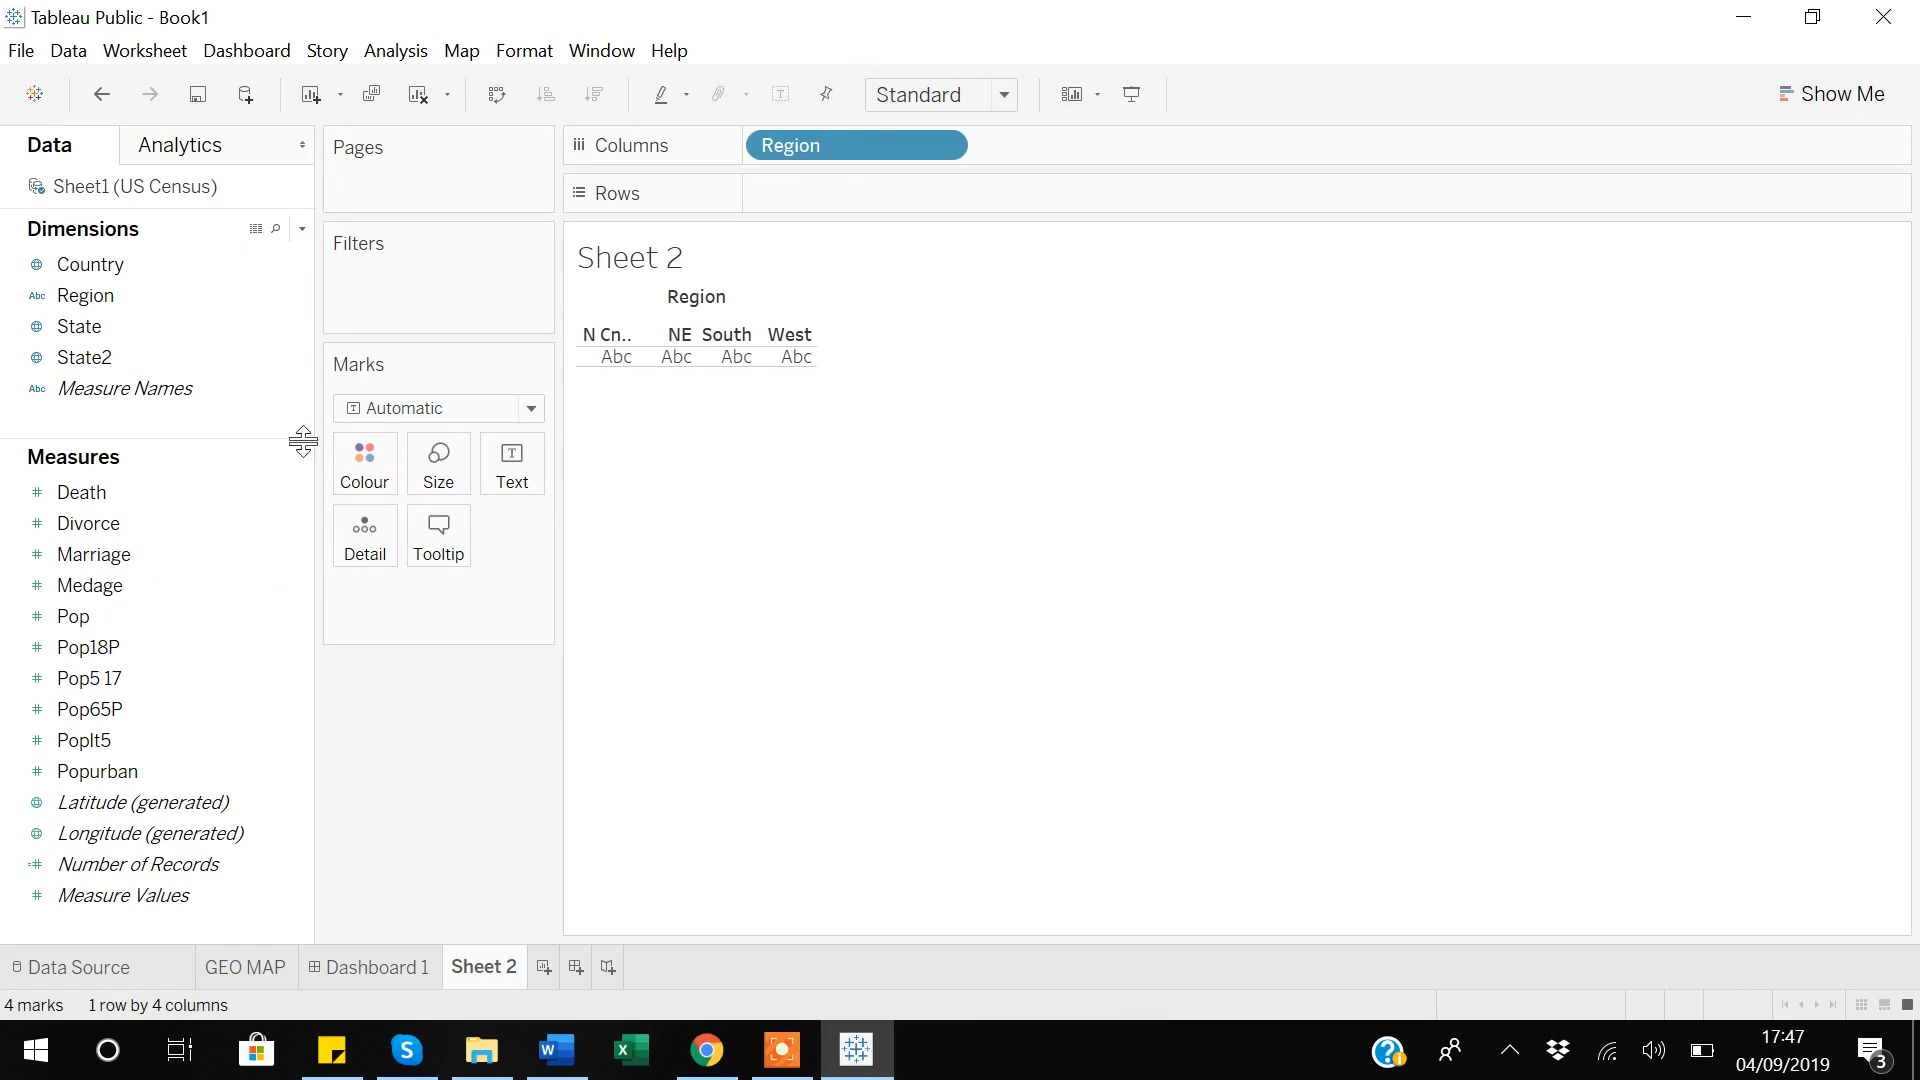 Tableau Public - Book1
File Data Worksheet Dashboard Story Analysis Map Format Window Help
Standard
Show Me
Data Analytics
Sheet1 (US Census)
Dimensions
Country
Abc Region
State
State2
Abc Measure Names
Measures
# Death
# Divorce
# Marriage
# Medage
# Pop
# Pop18P
# Pop5 17
# Pop65P
# Poplt5
# Popurban
Latitude (generated)
Longitude (generated)
=# Number of Records
# Measure Values
Pages
Filters
Marks
T Automatic
Colour Size T Text
Detail Tooltip
Columns Region
Rows
Sheet 2
Region
N Cn.. NE South West
Abc Abc Abc Abc
Data Source GEO MAP Dashboard 1 Sheet 2
4 marks 1 row by 4 columns
17:47
04/09/2019
3